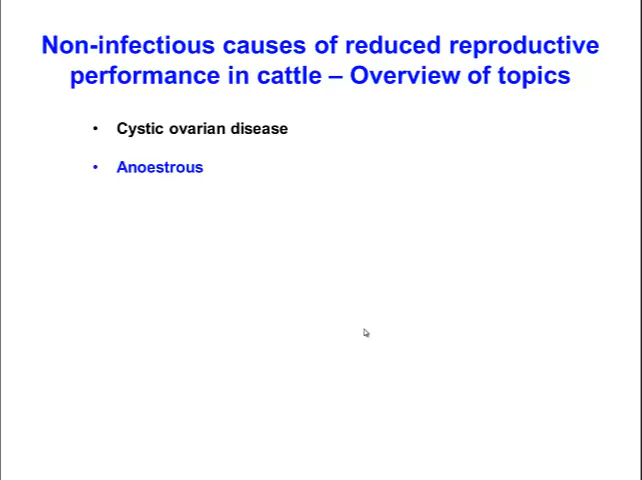 Non-infectious causes of reduced reproductive
performance in cattle – Overview of topics
• Cystic ovarian disease
• Anoestrous